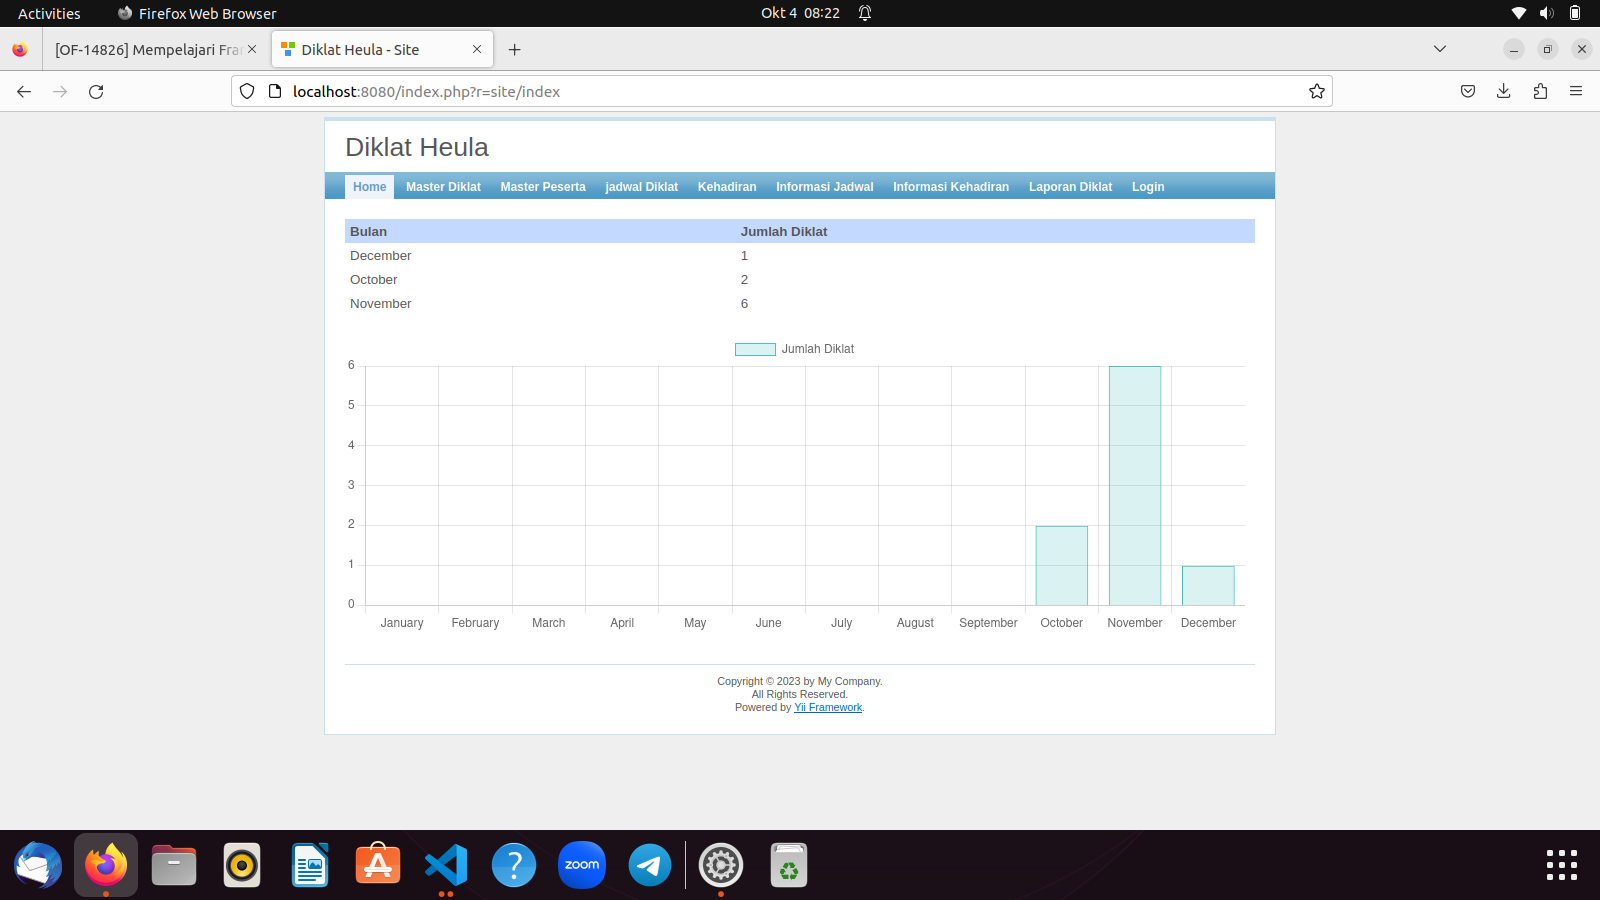 Activities
Firefox Web Browser
Okt 4 08:22
[OF-14826] Mempelajari Fra
Diklat Heula - Site
localhost:8080/index.php?r=site/index
Diklat Heula
Home Master Diklat Master Peserta jadwal Diklat Kehadiran Informasi Jadwal Informasi Kehadiran Laporan Diklat Login
Bulan Jumlah Diklat
December 1
October 2
November 6
Jumlah Diklat
6
5
4
3
2
1
0
January February March April May June July August September October November December
Copyright © 2023 by My Company.
All Rights Reserved.
Powered by Yii Framework.
?
zoom